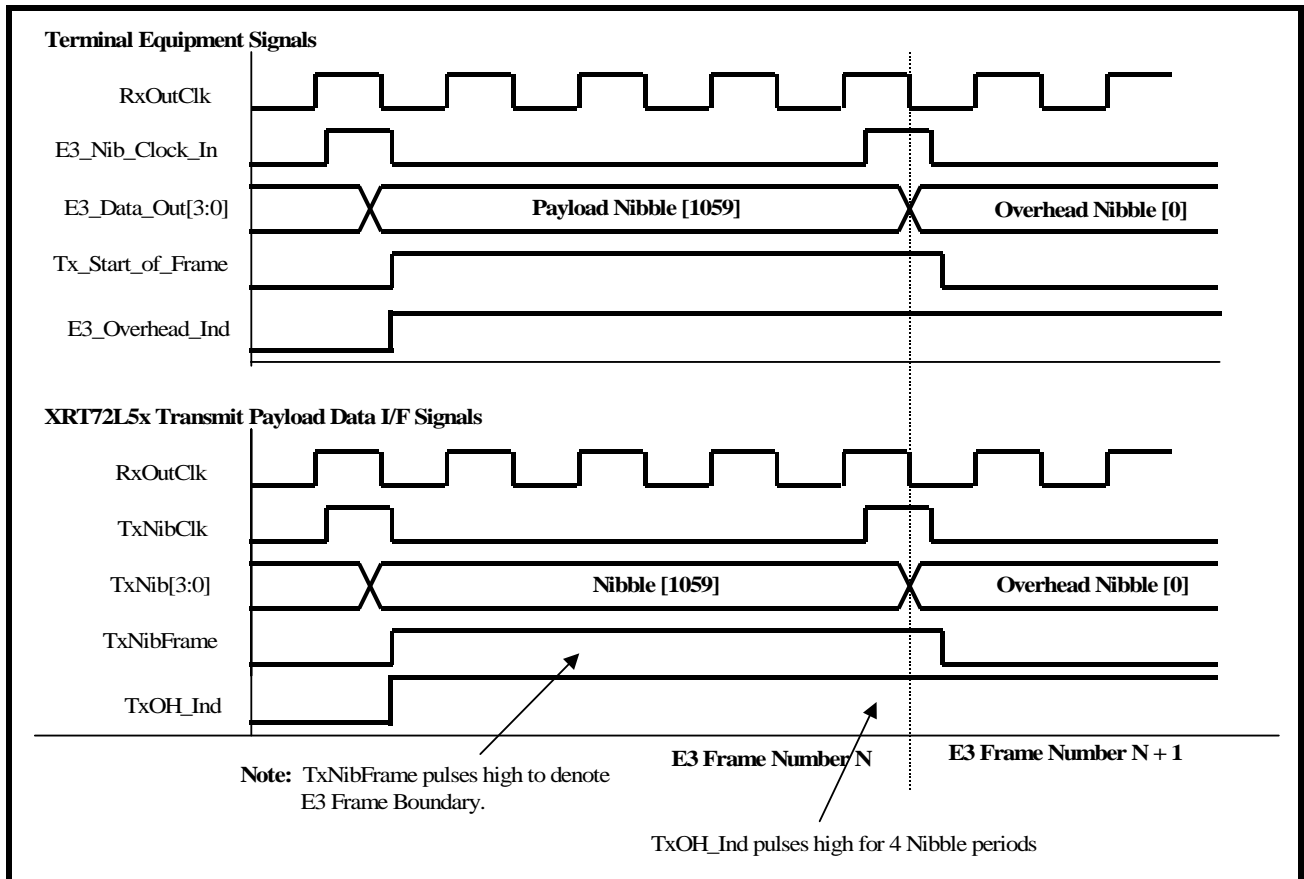 Terminal Equipment Signals
RxOutClk
E3_Nib_Clock_In
E3_Data_Out[3:0]
Payload Nibble [1059]
Overhead Nibble [0]
Tx_Start_of_Frame
E3_Overhead_Ind
XRT72L5x Transmit Payload Data I/F Signals
RxOutClk
TxNibClk
TxNib[3:0]
Nibble [1059]
Overhead Nibble [0]
TxNibFrame
TxOH_Ind
E3 Frame Number N
E3 Frame Number N + 1
Note: TxNibFrame pulses high to denote
E3 Frame Boundary.
TxOH_Ind pulses high for 4 Nibble periods